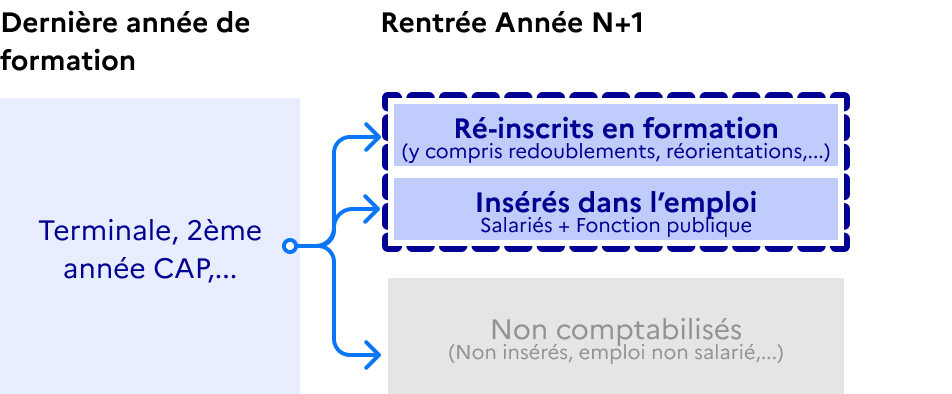 Dernière année de
formation
Rentrée Année N+1
Terminale, 2ème
année CAP,...
Ré-inscrits en formation
(y compris redoublements, réorientations,...)
Insérés dans l'emploi
Salariés + Fonction publique
Non comptabilisés
(Non insérés, emploi non salarié,...)